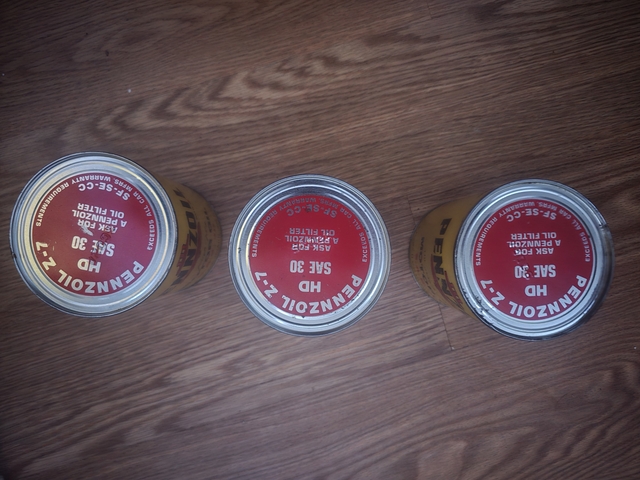 PENNZOIL Z-7
HD
SAE 30
ASK FOR
A PENNZOIL
OIL FILTER
SF-SE-CC
EXCEEDS ALL CAR MFRS. WARRANTY REQUIREMENTS
PENNZOIL Z-7
HD
SAE 30
ASK FOR
A PENNZOIL
OIL FILTER
SF-SE-CC
EXCEEDS ALL CAR MFRS. WARRANTY REQUIREMENTS
PENNZOIL Z-7
HD
SAE 30
ASK FOR
A PENNZOIL
OIL FILTER
SF-SE-CC
EXCEEDS ALL CAR MFRS. WARRANTY REQUIREMENTS